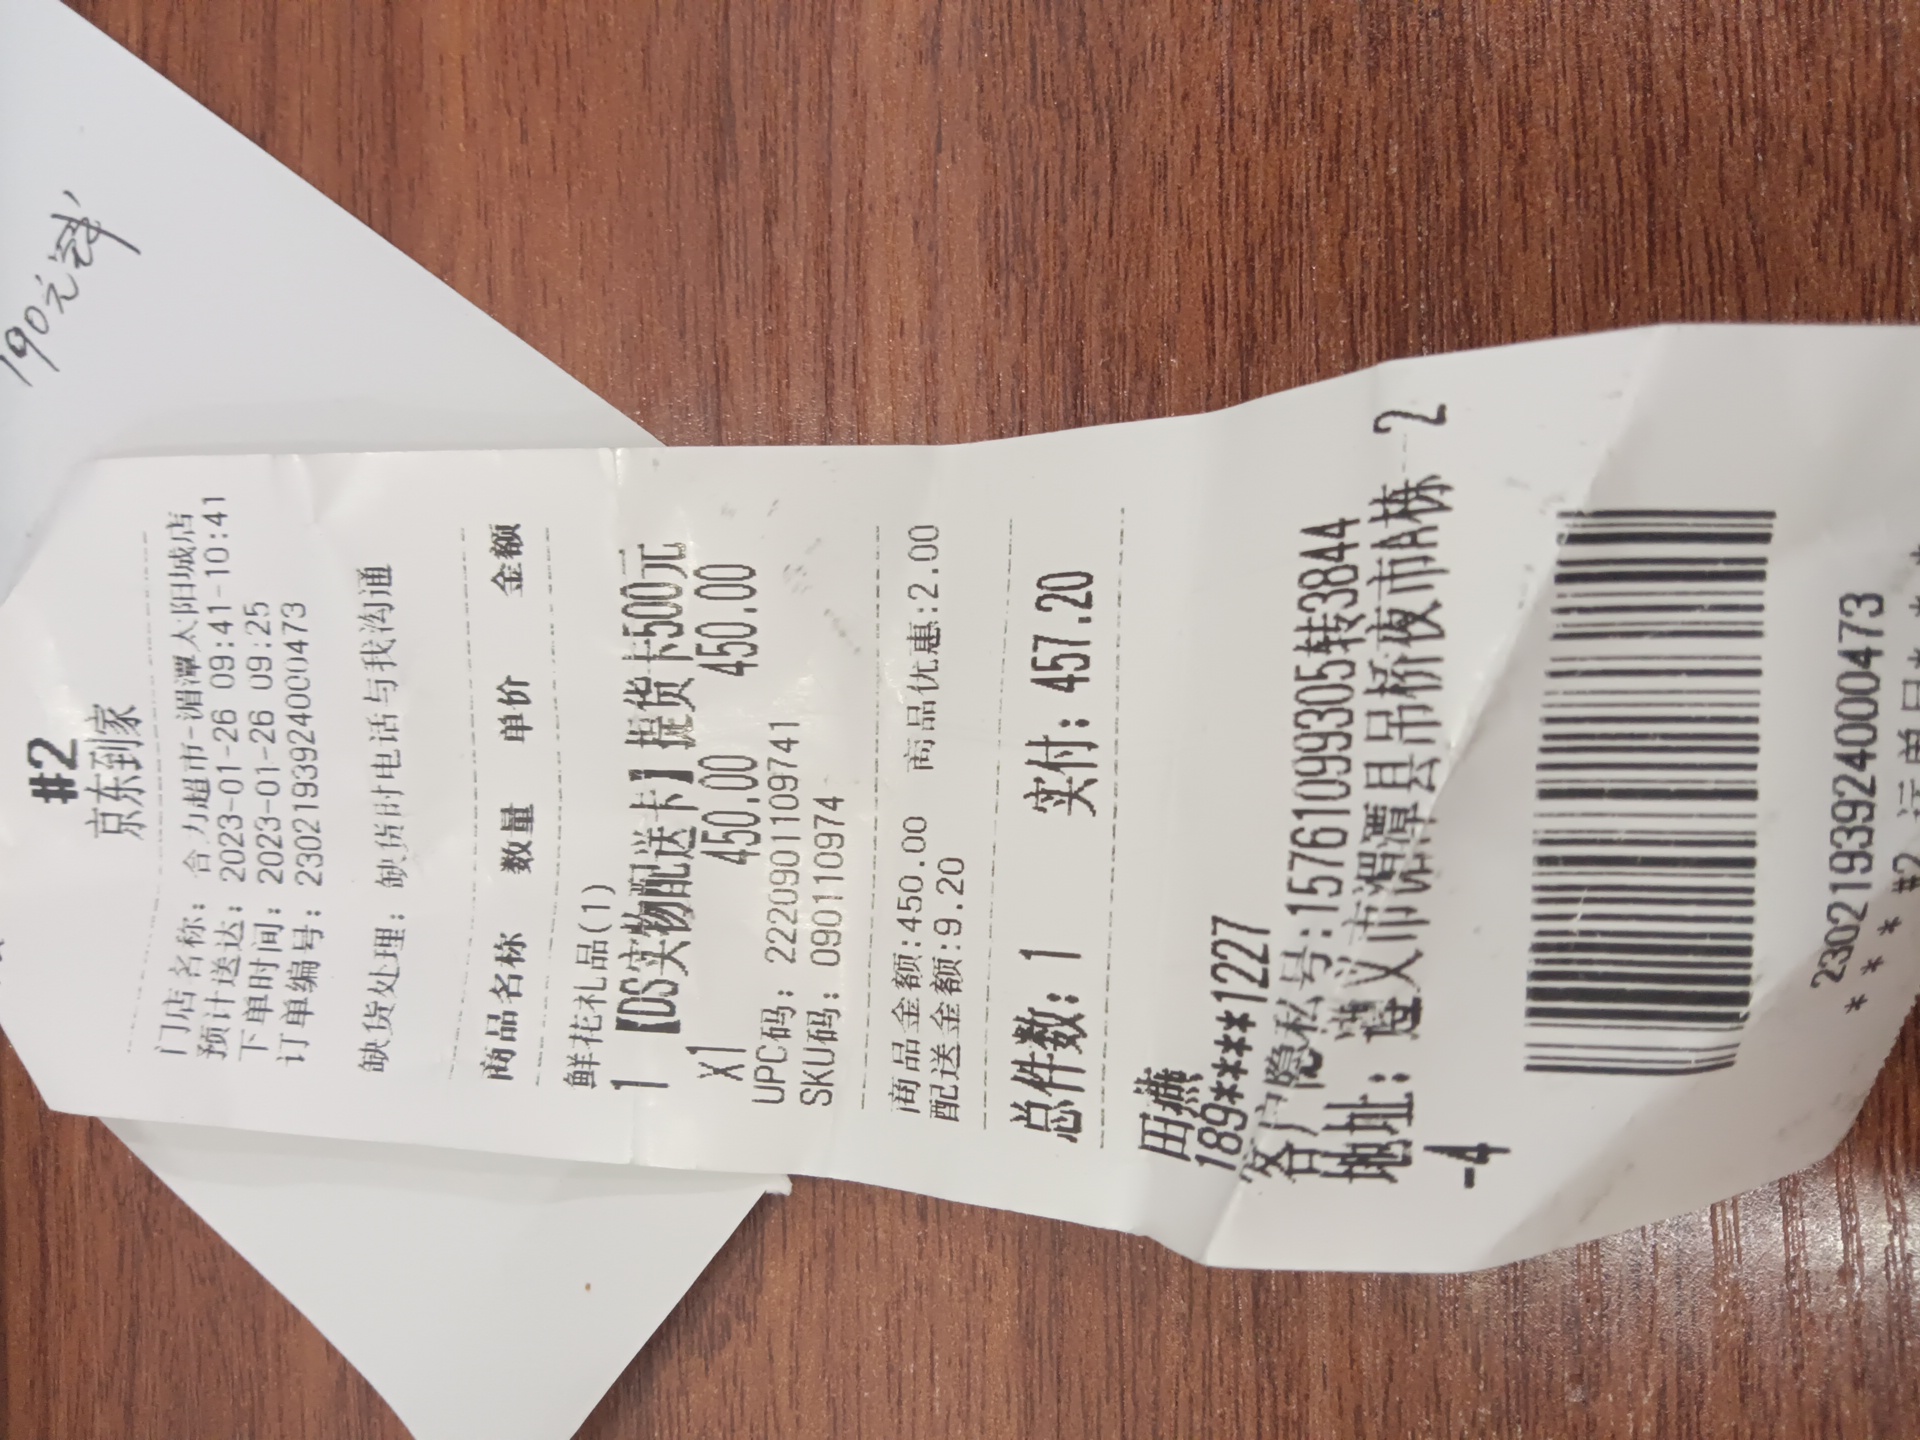 190元
#2
京东到家
门店名称: 合力超市-湄潭太阳城店
预计送达: 2023-01-26 09:41-10:41
下单时间: 2023-01-26 09:25
订单编号: 2302193924000473
缺货处理: 缺货时电话与我沟通
商品名称 数量 单价 金额
鲜花礼品(1)
1 【DS实物配送卡】提货卡500元
X1 450.00 450.00
UPC码: 2220901109741
SKU码: 090110974
商品金额:450.00 商品优惠:2.00
配送金额:9.20
总件数: 1 实付: 457.20
田燕
189****1227
客户隐私号:15761099305转3844
地址: 遵义市湄潭县吊桥夜市A栋 2
-4
2302193924000473
* * * * #2 运单号 * *